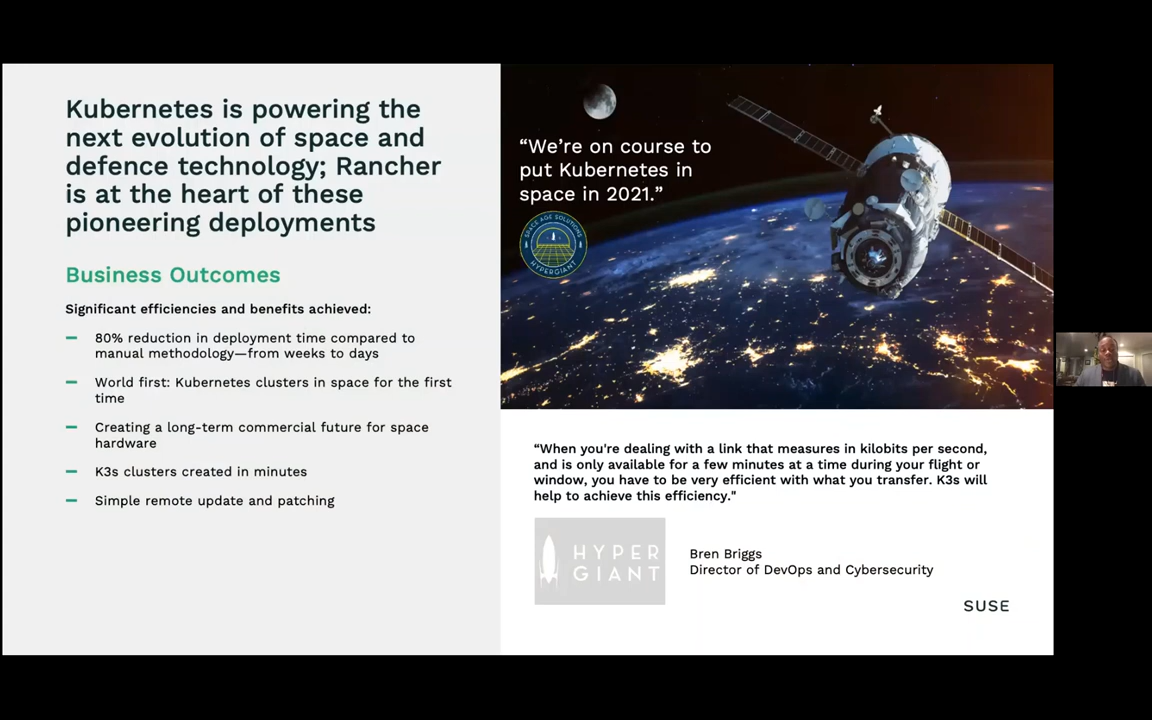 Kubernetes is powering the
next evolution of space and
defence technology; Rancher
is at the heart of these
pioneering deployments
Business Outcomes
Significant efficiencies and benefits achieved:
80% reduction in deployment time compared to
manual methodology—from weeks to days
World first: Kubernetes clusters in space for the first
time
Creating a long-term commercial future for space
hardware
K3s clusters created in minutes
Simple remote update and patching
“We’re on course to
put Kubernetes in
space in 2021.”
SPACE AGE SOLUTIONS
HYPERGIANT
“When you're dealing with a link that measures in kilobits per second,
and is only available for a few minutes at a time during your flight or
window, you have to be very efficient with what you transfer. K3s will
help to achieve this efficiency."
HYPER
GIANT
Bren Briggs
Director of DevOps and Cybersecurity
SUSE